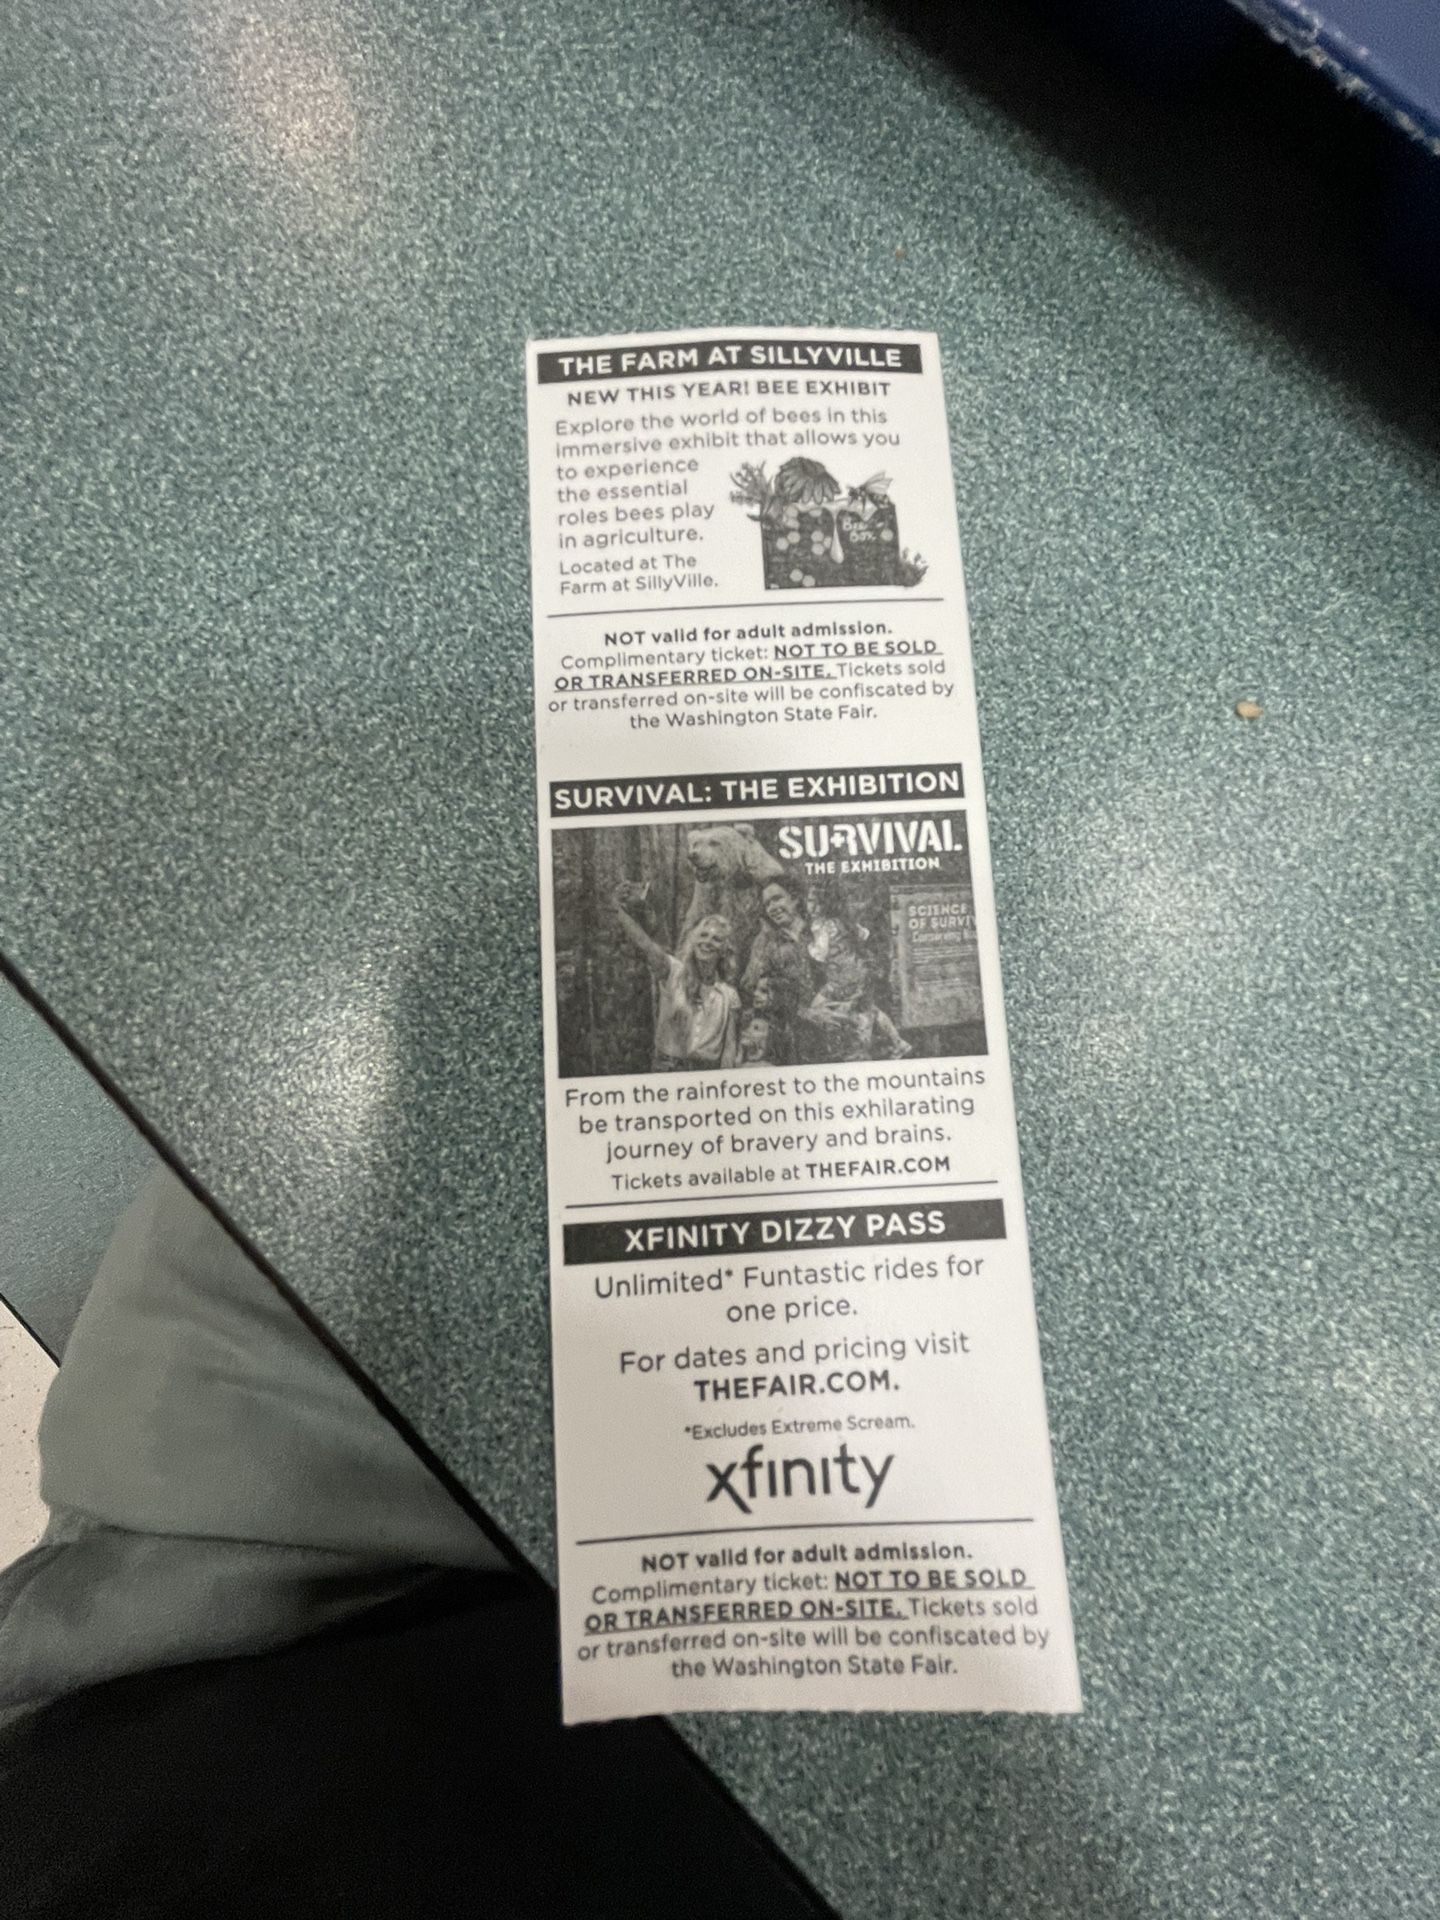 THE FARM AT SILLYVILLE
NEW THIS YEAR! BEE EXHIBIT
Explore the world of bees in this
immersive exhibit that allows you
to experience
the essential
roles bees play
in agriculture.
Located at The
Farm at SillyVille.
Bee
Box
NOT valid for adult admission.
Complimentary ticket: NOT TO BE SOLD
OR TRANSFERRED ON-SITE. Tickets sold
or transferred on-site will be confiscated by
the Washington State Fair.
SURVIVAL: THE EXHIBITION
SURVIVAL
THE EXHIBITION
SCIENCE
OF SURVI
From the rainforest to the mountains
be transported on this exhilarating
journey of bravery and brains.
Tickets available at THEFAIR.COM
XFINITY DIZZY PASS
Unlimited* Funtastic rides for
one price.
For dates and pricing visit
THEFAIR.COM.
*Excludes Extreme Scream.
xfinity
NOT valid for adult admission.
Complimentary ticket: NOT TO BE SOLD
OR TRANSFERRED ON-SITE. Tickets sold
or transferred on-site will be confiscated by
the Washington State Fair.